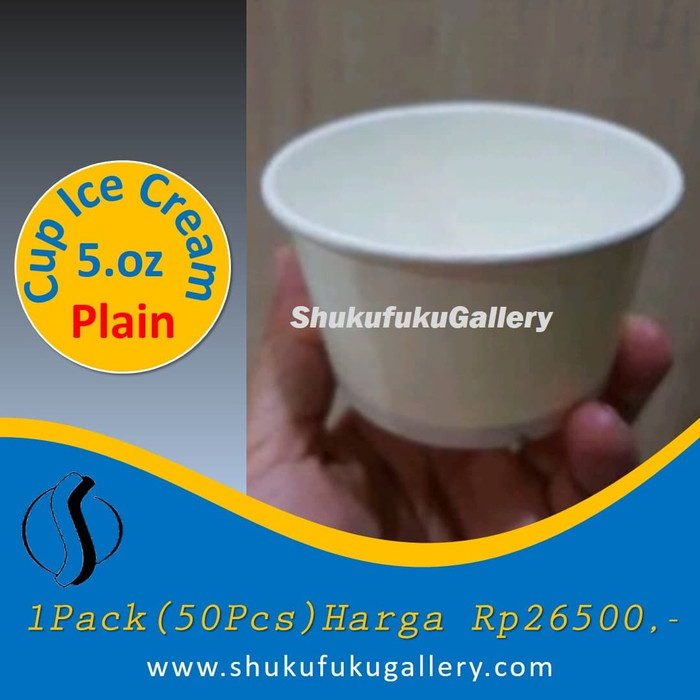 Cup Ice Cream
5.oz
Plain
ShukufukuGallery
1Pack(50Pcs)Harga Rp26500,-
www.shukufukugallery.com